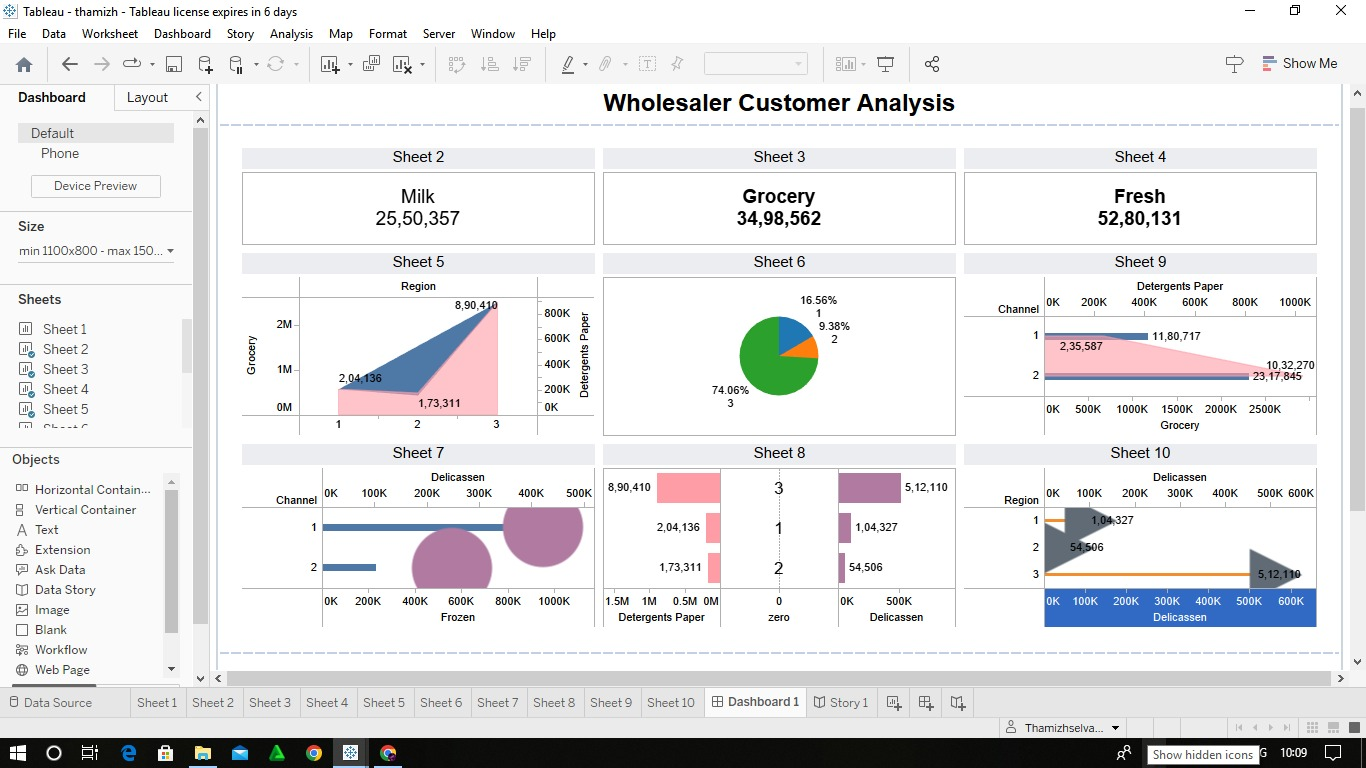 Tableau - thamizh - Tableau license expires in 6 days
File Data Worksheet Dashboard Story Analysis Map Format Server Window Help
Show Me
Dashboard Layout
Default
Phone
Device Preview
Size
min 1100x800 - max 150...
Sheets
Sheet 1
Sheet 2
Sheet 3
Sheet 4
Sheet 5
Objects
Horizontal Contain...
Vertical Container
Text
Extension
Ask Data
Data Story
Image
Blank
Workflow
Web Page
Wholesaler Customer Analysis
Sheet 2
Milk
25,50,357
Sheet 3
Grocery
34,98,562
Sheet 4
Fresh
52,80,131
Sheet 5
Region
Grocery
2M
1M
0M
8,90,410
2,04,136
1,73,311
800K
600K
400K
200K
0K
Detergents Paper
1 2 3
Sheet 6
16.56%
1
9.38%
2
74.06%
3
Sheet 9
Detergents Paper
Channel 0K 200K 400K 600K 800K 1000K
1 11,80,717
2,35,587
10,32,270
2 23,17,845
0K 500K 1000K 1500K 2000K 2500K
Grocery
Sheet 7
Delicassen
Channel 0K 100K 200K 300K 400K 500K
1
2
0K 200K 400K 600K 800K 1000K
Frozen
Sheet 8
8,90,410 3 5,12,110
2,04,136 1 1,04,327
1,73,311 2 54,506
1.5M 1M 0.5M 0M 0 0K 500K
Detergents Paper zero Delicassen
Sheet 10
Delicassen
Region 0K 100K 200K 300K 400K 500K 600K
1 1,04,327
2 54,506
3 5,12,110
0K 100K 200K 300K 400K 500K 600K
Delicassen
Data Source Sheet 1 Sheet 2 Sheet 3 Sheet 4 Sheet 5 Sheet 6 Sheet 7 Sheet 8 Sheet 9 Sheet 10 Dashboard 1 Story 1
Thamizhselva...
Show hidden icons G 10:09